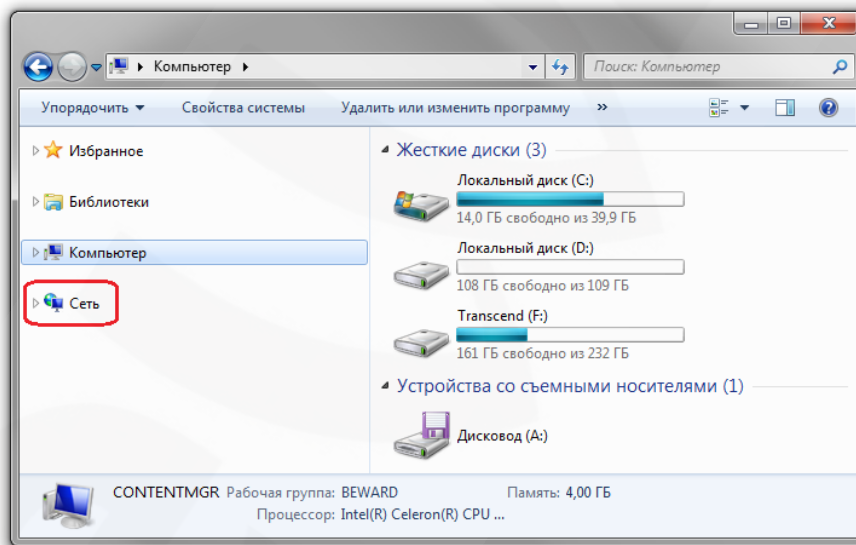 Компьютер
Поиск: Компьютер
Упорядочить Свойства системы Удалить или изменить программу »
Избранное
Библиотеки
Компьютер
Сеть
Жесткие диски (3)
Локальный диск (C:)
14,0 ГБ свободно из 39,9 ГБ
Локальный диск (D:)
108 ГБ свободно из 109 ГБ
Transcend (F:)
161 ГБ свободно из 232 ГБ
Устройства со съемными носителями (1)
Дисковод (A:)
CONTENTMGR Рабочая группа: BEWARD Память: 4,00 ГБ
Процессор: Intel(R) Celeron(R) CPU ...